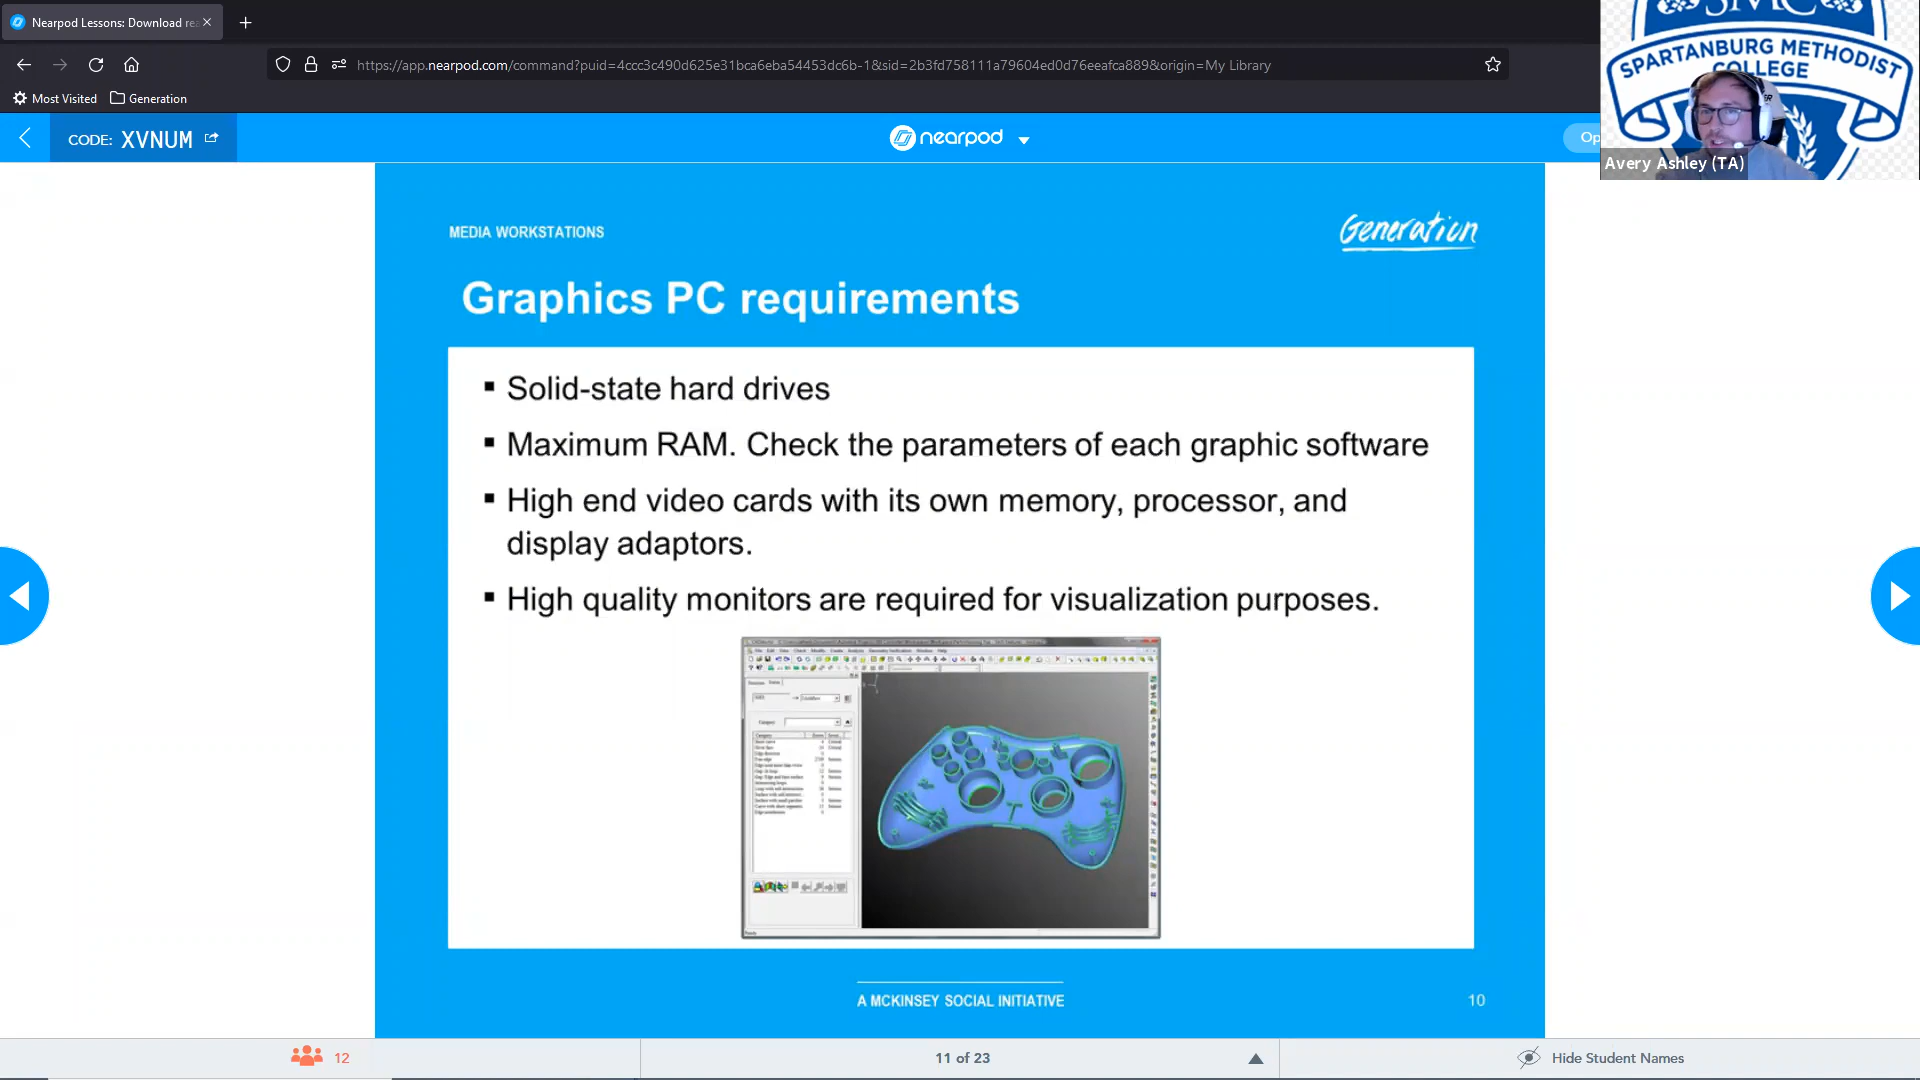 Nearpod Lessons: Download rea
https://app.nearpod.com/command?puid=4ccc3c490d625e31bca6eba54453dc6b-1&sid=2b3fd758111a79604ed0d76eeafca889&origin=My Library
Most Visited
Generation
SMC
SPARTANBURG METHODIST
COLLEGE
Avery Ashley (TA)
CODE: XVNUM
nearpod
Op
MEDIA WORKSTATIONS
Generation
Graphics PC requirements
▪ Solid-state hard drives
▪ Maximum RAM. Check the parameters of each graphic software
▪ High end video cards with its own memory, processor, and
display adaptors.
▪ High quality monitors are required for visualization purposes.
A MCKINSEY SOCIAL INITIATIVE
10
12
11 of 23
Hide Student Names